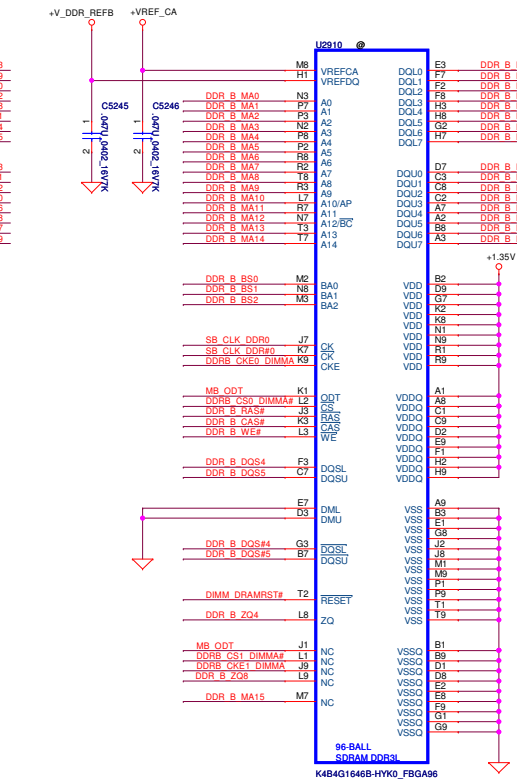 +V_DDR_REFB +VREF_CA
U2910 @
M8 VREFCA DQL0 E3
H1 VREFDQ DQL1 F7
DQL2 F2
DDR_B_MA0 N3 A0 DQL3 F8
DDR_B_MA1 P7 A1 DQL4 H3
DDR_B_MA2 P3 A2 DQL5 H8
DDR_B_MA3 N2 A3 DQL6 G2
DDR_B_MA4 P8 A4 DQL7 H7
DDR_B_MA5 P2 A5
DDR_B_MA6 R8 A6
DDR_B_MA7 R2 A7 DQU0 D7
DDR_B_MA8 T8 A8 DQU1 C3
DDR_B_MA9 R3 A9 DQU2 C8
DDR_B_MA10 L7 A10/AP DQU3 C2
DDR_B_MA11 R7 A11 DQU4 A7
DDR_B_MA12 N7 A12/BC DQU5 A2
DDR_B_MA13 T3 A13 DQU6 B8
DDR_B_MA14 T7 A14 DQU7 A3
C5245
.047U_0402_16V7K
1
2
C5246
.047U_0402_16V7K
1
2
+1.35V
DDR_B_BS0 M2 BA0 VDD B2
DDR_B_BS1 N8 BA1 VDD D9
DDR_B_BS2 M3 BA2 VDD G7
VDD K2
VDD K8
VDD N1
SB_CLK_DDR0 J7 CK VDD N9
SB_CLK_DDR#0 K7 CK VDD R1
DDRB_CKE0_DIMMA K9 CKE VDD R9
MB_ODT K1 ODT VDDQ A1
DDRB_CS0_DIMMA# L2 CS VDDQ A8
DDR_B_RAS# J3 RAS VDDQ C1
DDR_B_CAS# K3 CAS VDDQ C9
DDR_B_WE# L3 WE VDDQ D2
VDDQ E9
VDDQ F1
DDR_B_DQS4 F3 DQSL VDDQ H2
DDR_B_DQS5 C7 DQSU VDDQ H9
E7 DML VSS A9
D3 DMU VSS B3
VSS E1
VSS G8
DDR_B_DQS#4 G3 DQSL VSS J2
DDR_B_DQS#5 B7 DQSU VSS J8
VSS M1
VSS M9
VSS P1
DIMM_DRAMRST# T2 RESET VSS P9
VSS T1
DDR_B_ZQ4 L8 ZQ VSS T9
MB_ODT J1 NC VSSQ B1
DDRB_CS1_DIMMA# L1 NC VSSQ B9
DDRB_CKE1_DIMMA J9 NC VSSQ D1
DDR_B_ZQ8 L9 NC VSSQ D8
VSSQ E2
DDR_B_MA15 M7 NC VSSQ E8
VSSQ F9
VSSQ G1
VSSQ G9
96-BALL
SDRAM DDR3L
K4B4G1646B-HYK0_FBGA96